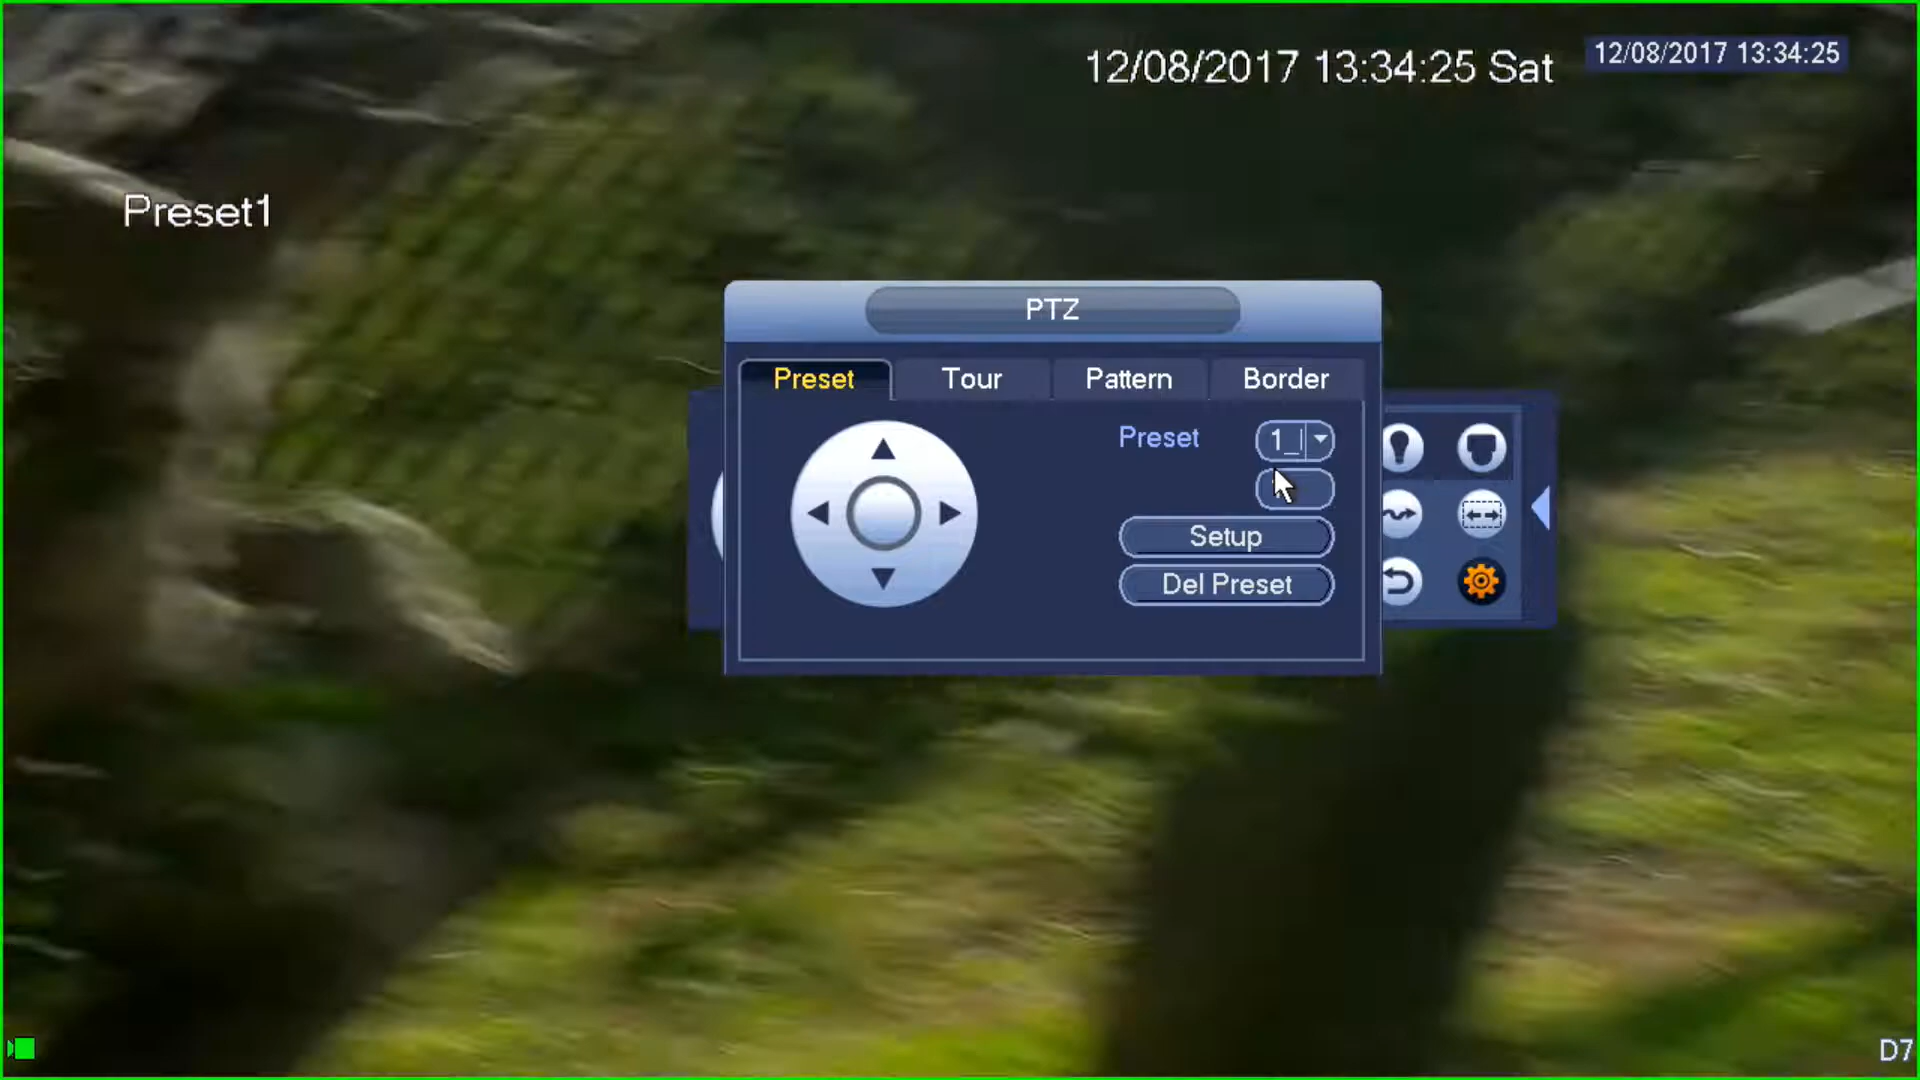 12/08/2017 13:34:25 Sat
12/08/2017 13:34:25
Preset1
PTZ
Preset
Tour
Pattern
Border
Preset
1_
Setup
Del Preset
D7